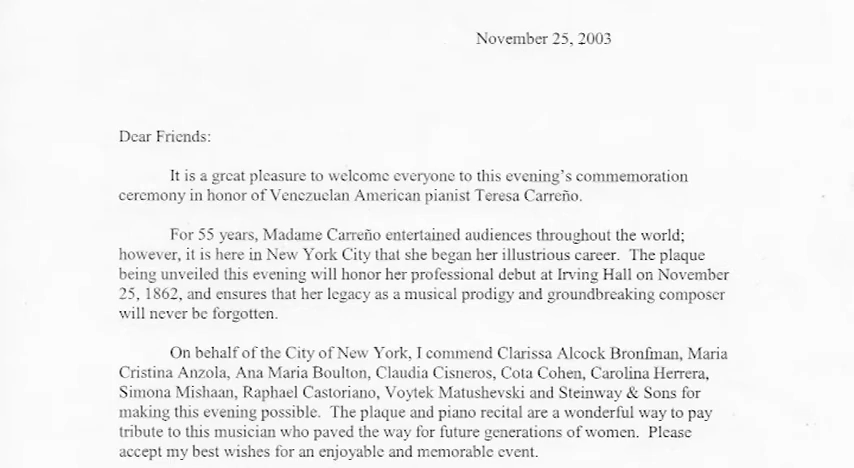 November 25, 2003
Dear Friends:
It is a great pleasure to welcome everyone to this evening's commemoration
ceremony in honor of Venezuelan American pianist Teresa Carreño.
For 55 years, Madame Carreño entertained audiences throughout the world;
however, it is here in New York City that she began her illustrious career. The plaque
being unveiled this evening will honor her professional debut at Irving Hall on November
25, 1862, and ensures that her legacy as a musical prodigy and groundbreaking composer
will never be forgotten.
On behalf of the City of New York, I commend Clarissa Alcock Bronfman, Maria
Cristina Anzola, Ana Maria Boulton, Claudia Cisneros, Cota Cohen, Carolina Herrera,
Simona Mishaan, Raphael Castoriano, Voytek Matushevski and Steinway & Sons for
making this evening possible. The plaque and piano recital are a wonderful way to pay
tribute to this musician who paved the way for future generations of women. Please
accept my best wishes for an enjoyable and memorable event.